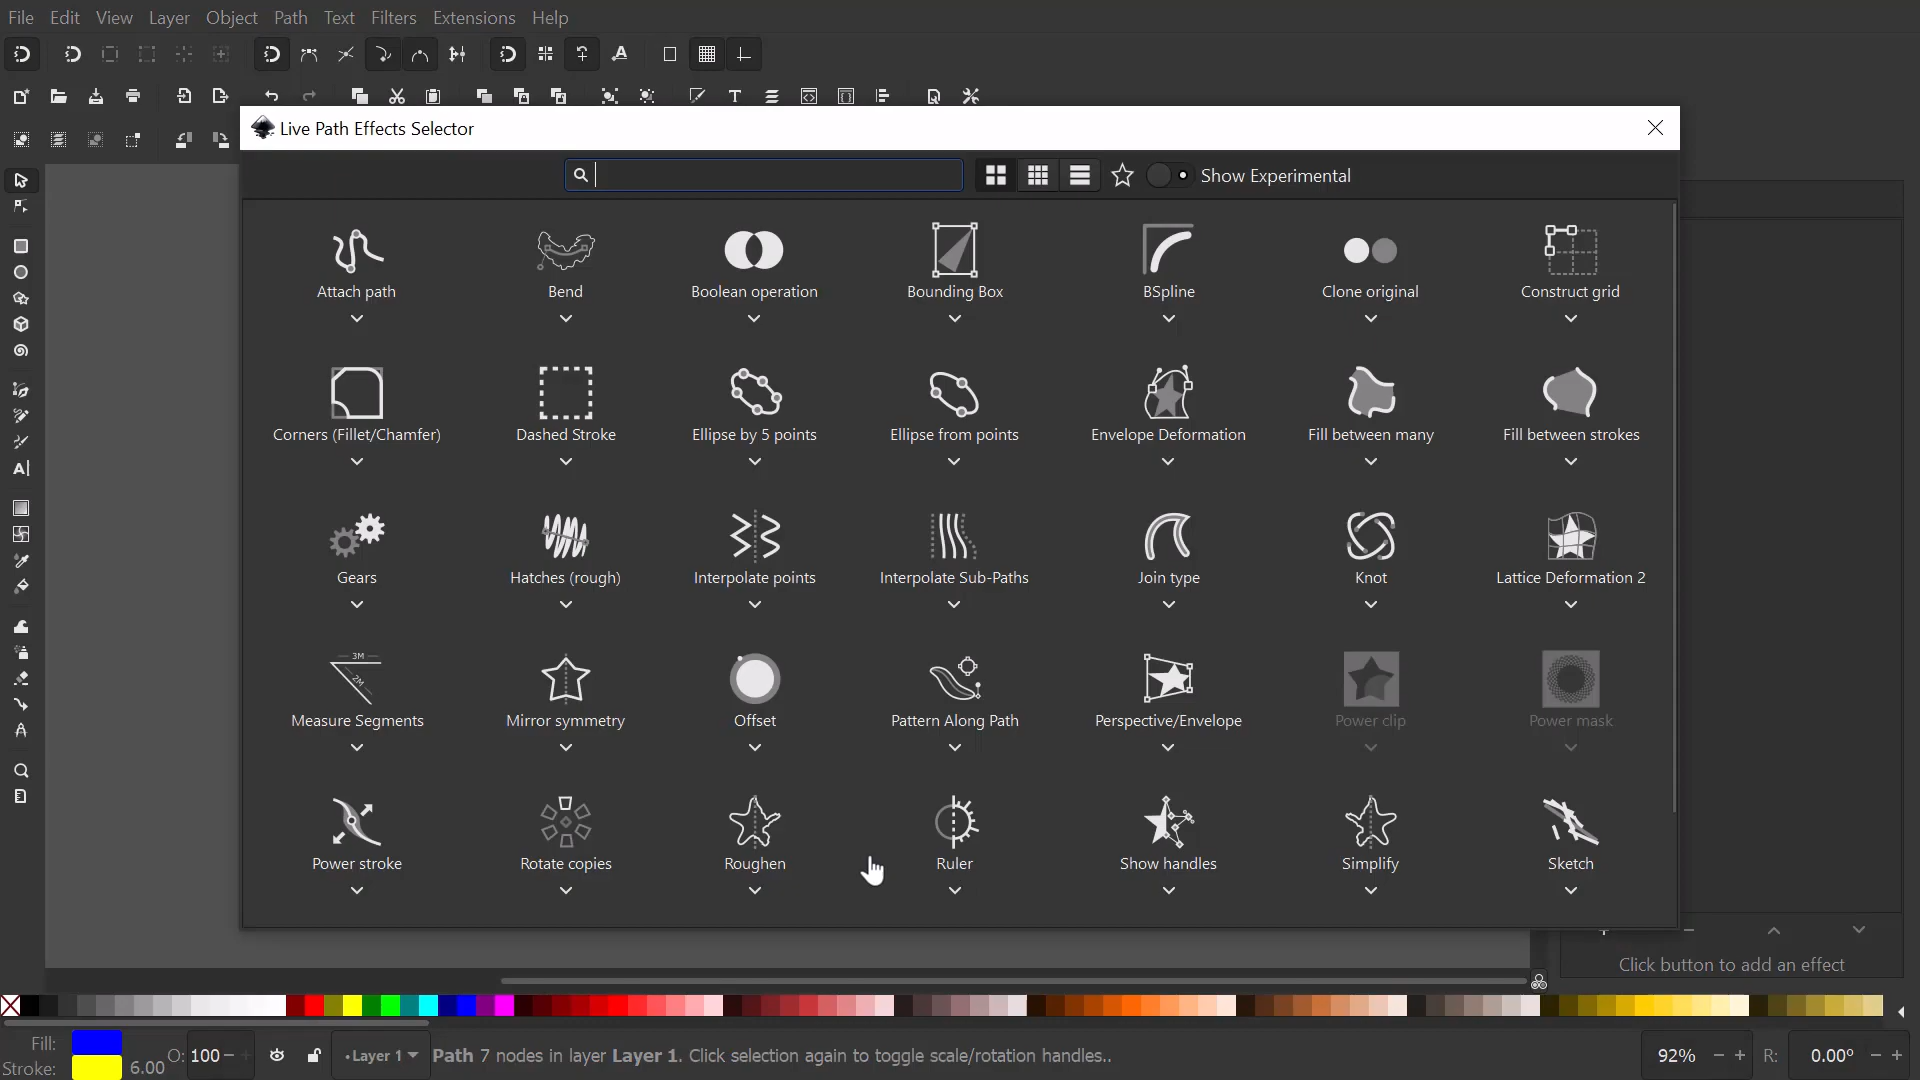 File Edit View Layer Object Path Text Filters Extensions Help
Live Path Effects Selector
Show Experimental
Attach path Bend Boolean operation Bounding Box BSpline Clone original Construct grid
Corners (Fillet/Chamfer) Dashed Stroke Ellipse by 5 points Ellipse from points Envelope Deformation Fill between many Fill between strokes
Gears Hatches (rough) Interpolate points Interpolate Sub-Paths Join type Knot Lattice Deformation 2
3M
2M
Measure Segments Mirror symmetry Offset Pattern Along Path Perspective/Envelope Power clip Power mask
Power stroke Rotate copies Roughen Ruler Show handles Simplify Sketch
Click button to add an effect
Fill:
Stroke: 6.00 O: 100 •Layer 1 Path 7 nodes in layer Layer 1. Click selection again to toggle scale/rotation handles.. 92% R: 0.00°